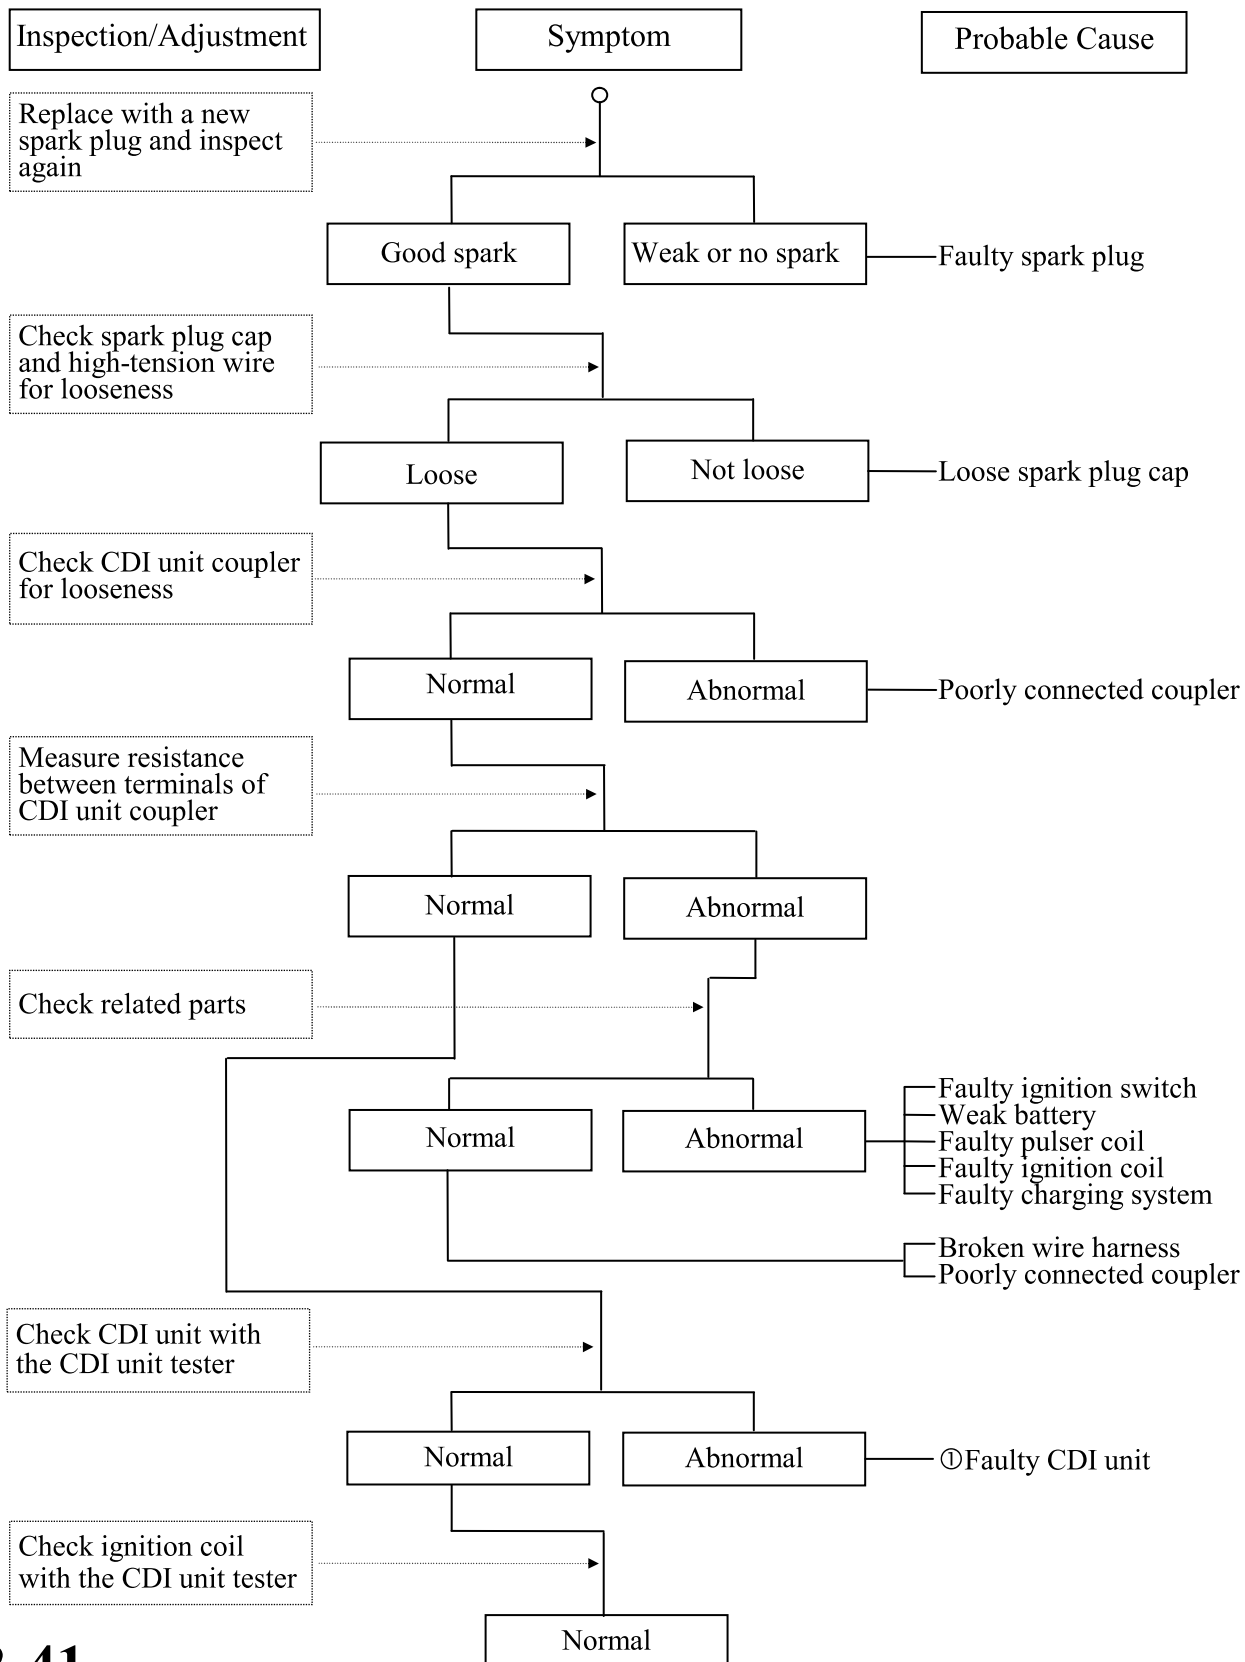 Inspection/Adjustment
Symptom
Probable Cause
Replace with a new
spark plug and inspect
again
Good spark
Weak or no spark
Faulty spark plug
Check spark plug cap
and high-tension wire
for looseness
Loose
Not loose
Loose spark plug cap
Check CDI unit coupler
for looseness
Normal
Abnormal
Poorly connected coupler
Measure resistance
between terminals of
CDI unit coupler
Normal
Abnormal
Check related parts
Normal
Abnormal
Faulty ignition switch
Weak battery
Faulty pulser coil
Faulty ignition coil
Faulty charging system
Broken wire harness
Poorly connected coupler
Check CDI unit with
the CDI unit tester
Normal
Abnormal
①Faulty CDI unit
Check ignition coil
with the CDI unit tester
Normal